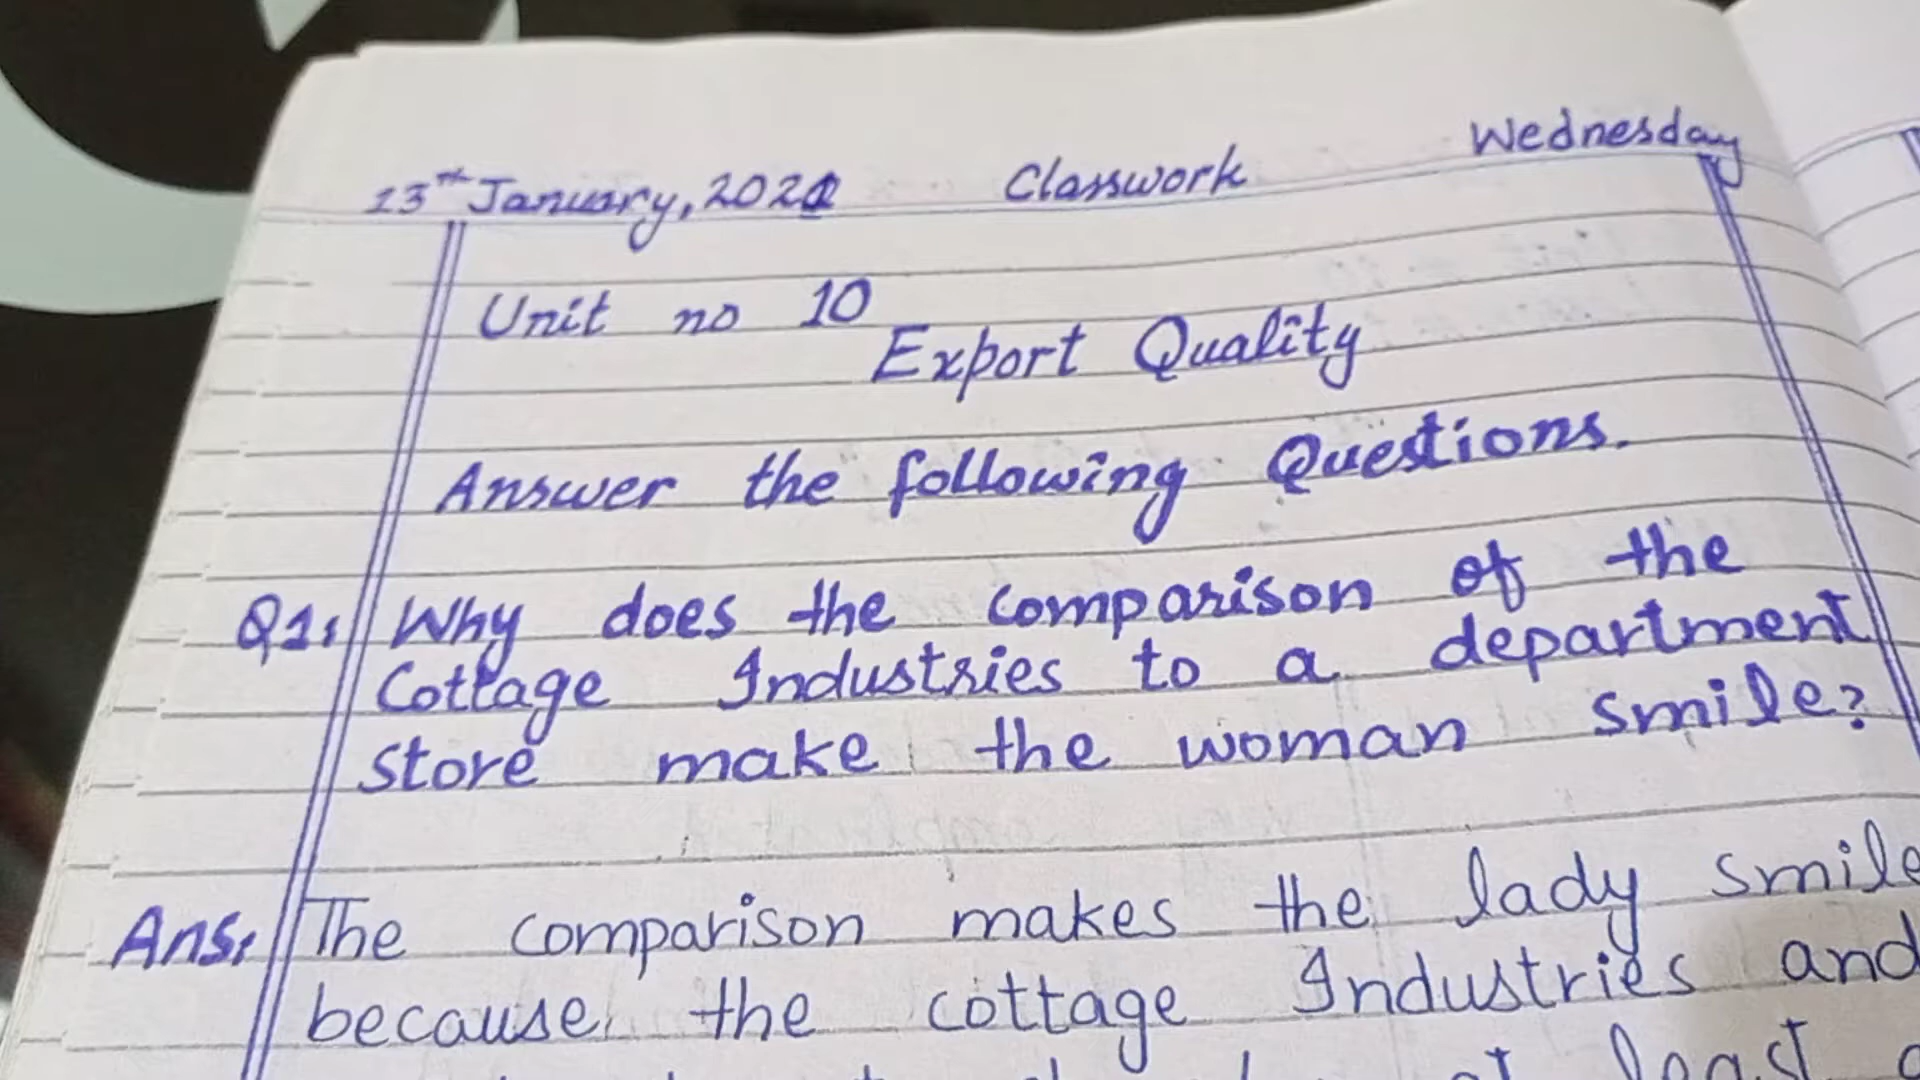 13th January, 2021 Classwork Wednesday
Unit no 10
Export Quality
Answer the following Questions.
Q1: Why does the comparison of the
Cottage Industries to a department
store make the woman smile?
Ans: The comparison makes the lady smile
because the cottage Industries and
at least